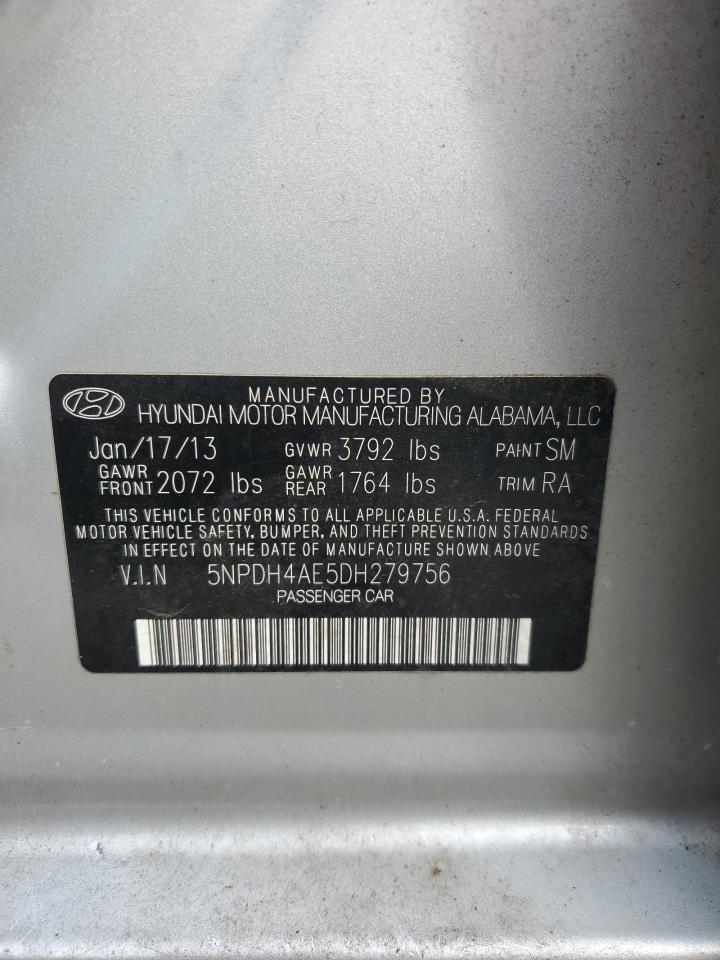 MANUFACTURED BY
HYUNDAI MOTOR MANUFACTURING ALABAMA, LLC
Jan/17/13 GVWR 3792 lbs PAINT SM
GAWR FRONT 2072 lbs GAWR REAR 1764 lbs TRIM RA
THIS VEHICLE CONFORMS TO ALL APPLICABLE U.S.A. FEDERAL
MOTOR VEHICLE SAFETY, BUMPER, AND THEFT PREVENTION STANDARDS
IN EFFECT ON THE DATE OF MANUFACTURE SHOWN ABOVE
V.I.N 5NPDH4AE5DH279756
PASSENGER CAR